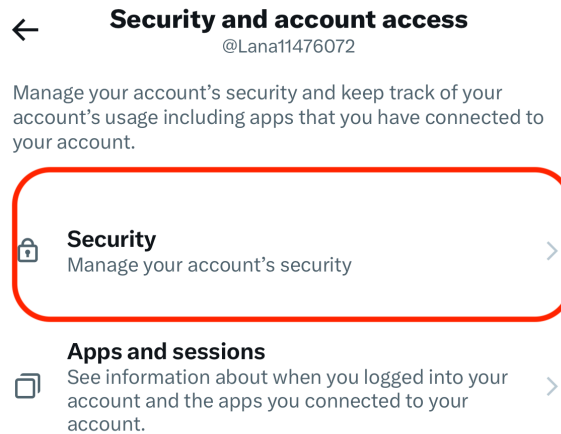 Security and account access
@Lana11476072
Manage your account’s security and keep track of your
account’s usage including apps that you have connected to
your account.
Security
Manage your account’s security
Apps and sessions
See information about when you logged into your
account and the apps you connected to your
account.